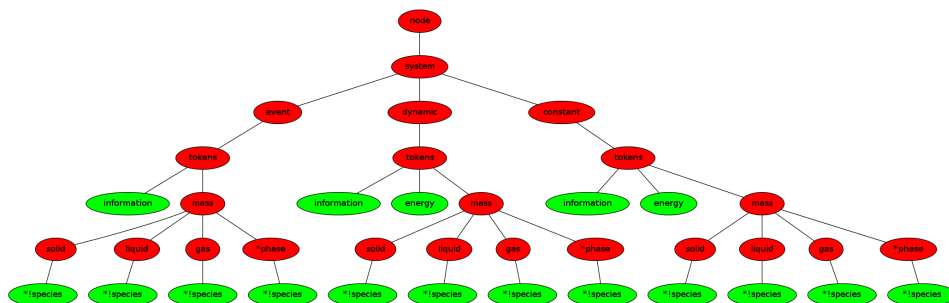 node
system
event dynamic constant
tokens tokens tokens
information mass information energy mass information energy mass
solid liquid gas *phase solid liquid gas *phase solid liquid gas *phase
*!species *!species *!species *!species *!species *!species *!species *!species *!species *!species *!species *!species